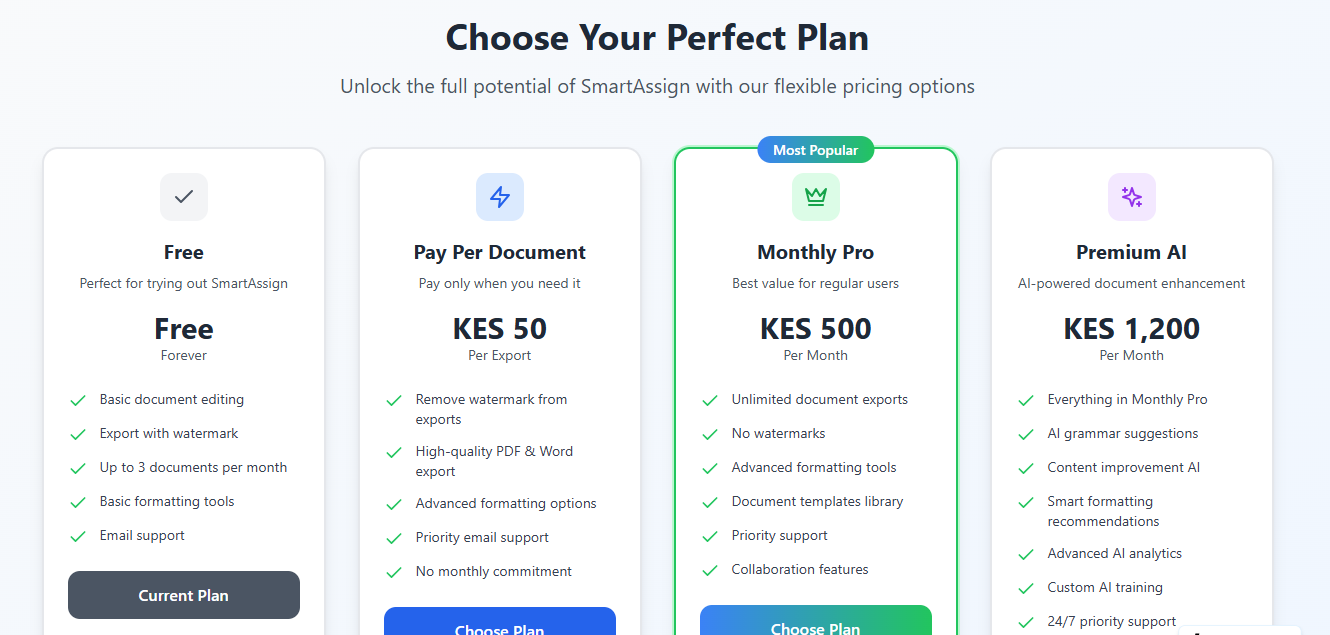 Choose Your Perfect Plan
Unlock the full potential of SmartAssign with our flexible pricing options
Free
Perfect for trying out SmartAssign
Free
Forever
Basic document editing
Export with watermark
Up to 3 documents per month
Basic formatting tools
Email support
Current Plan
Pay Per Document
Pay only when you need it
KES 50
Per Export
Remove watermark from
exports
High-quality PDF & Word
export
Advanced formatting options
Priority email support
No monthly commitment
Choose Plan
Most Popular
Monthly Pro
Best value for regular users
KES 500
Per Month
Unlimited document exports
No watermarks
Advanced formatting tools
Document templates library
Priority support
Collaboration features
Choose Plan
Premium AI
AI-powered document enhancement
KES 1,200
Per Month
Everything in Monthly Pro
AI grammar suggestions
Content improvement AI
Smart formatting
recommendations
Advanced AI analytics
Custom AI training
24/7 priority support